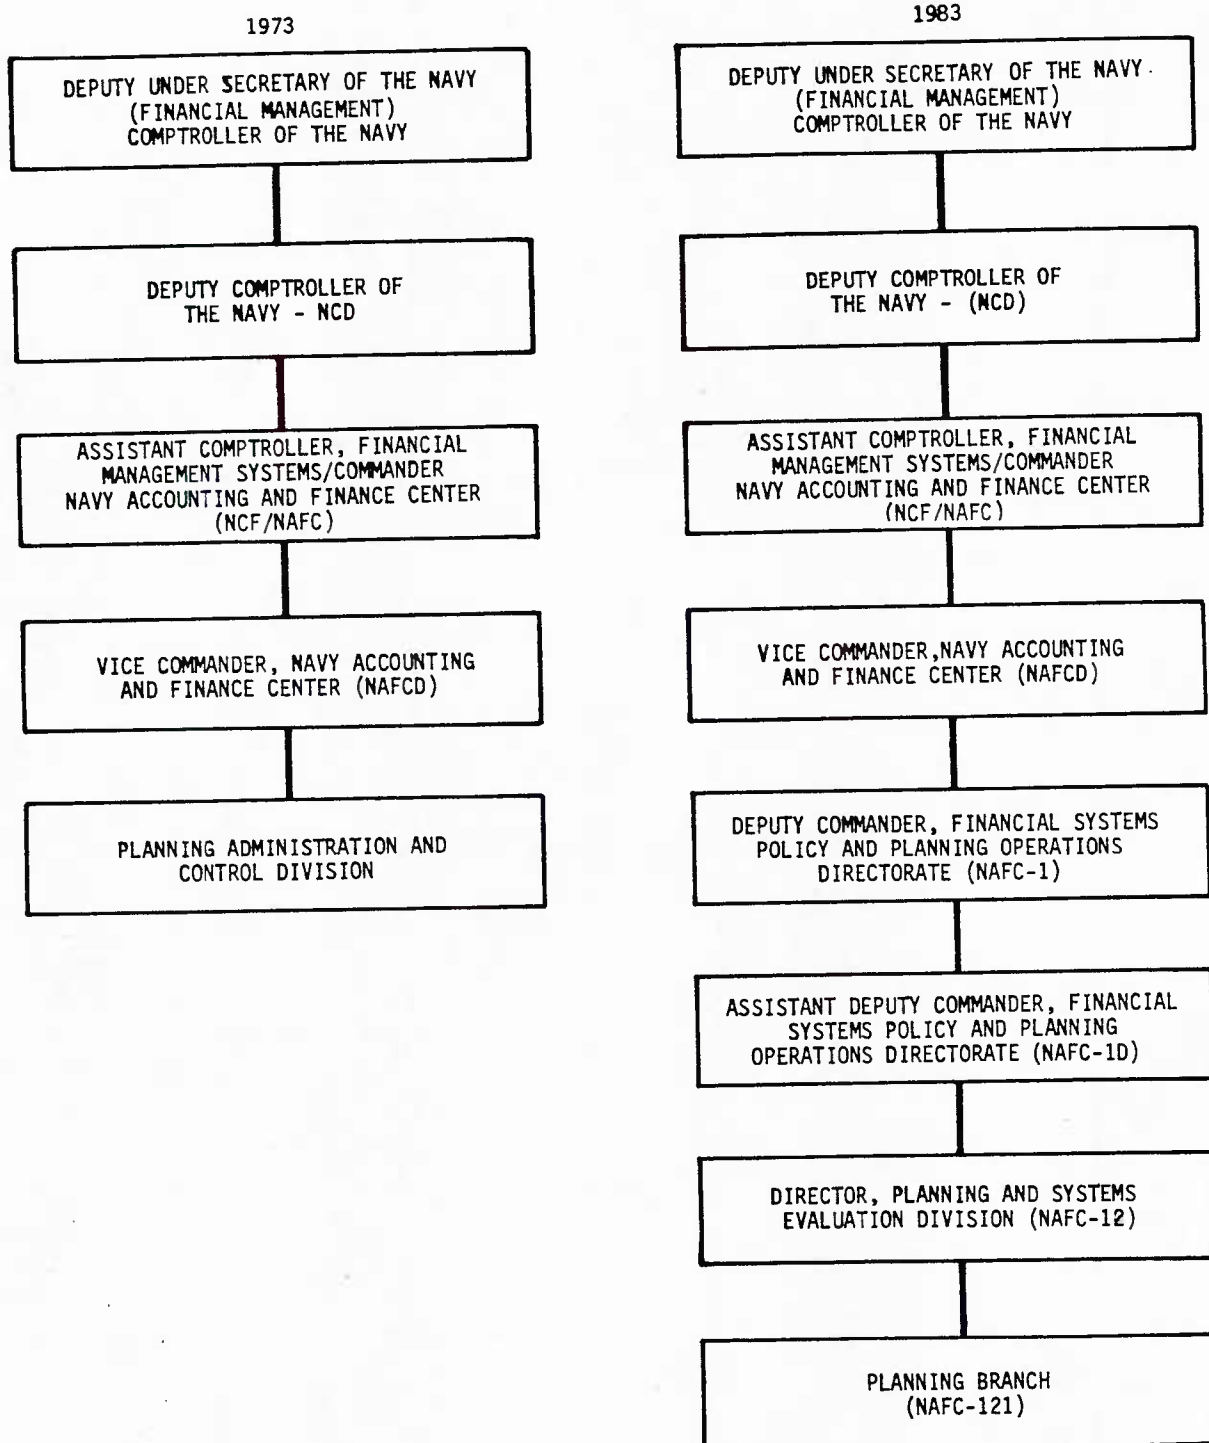 1973
DEPUTY UNDER SECRETARY OF THE NAVY
(FINANCIAL MANAGEMENT)
COMPTROLLER OF THE NAVY
DEPUTY COMPTROLLER OF
THE NAVY - NCD
ASSISTANT COMPTROLLER, FINANCIAL
MANAGEMENT SYSTEMS/COMMANDER
NAVY ACCOUNTING AND FINANCE CENTER
(NCF/NAFC)
VICE COMMANDER, NAVY ACCOUNTING
AND FINANCE CENTER (NAFCD)
PLANNING ADMINISTRATION AND
CONTROL DIVISION
1983
DEPUTY UNDER SECRETARY OF THE NAVY
(FINANCIAL MANAGEMENT)
COMPTROLLER OF THE NAVY
DEPUTY COMPTROLLER OF
THE NAVY - (NCD)
ASSISTANT COMPTROLLER, FINANCIAL
MANAGEMENT SYSTEMS/COMMANDER
NAVY ACCOUNTING AND FINANCE CENTER
(NCF/NAFC)
VICE COMMANDER,NAVY ACCOUNTING
AND FINANCE CENTER (NAFCD)
DEPUTY COMMANDER, FINANCIAL SYSTEMS
POLICY AND PLANNING OPERATIONS
DIRECTORATE (NAFC-1)
ASSISTANT DEPUTY COMMANDER, FINANCIAL
SYSTEMS POLICY AND PLANNING
OPERATIONS DIRECTORATE (NAFC-1D)
DIRECTOR, PLANNING AND SYSTEMS
EVALUATION DIVISION (NAFC-12)
PLANNING BRANCH
(NAFC-121)